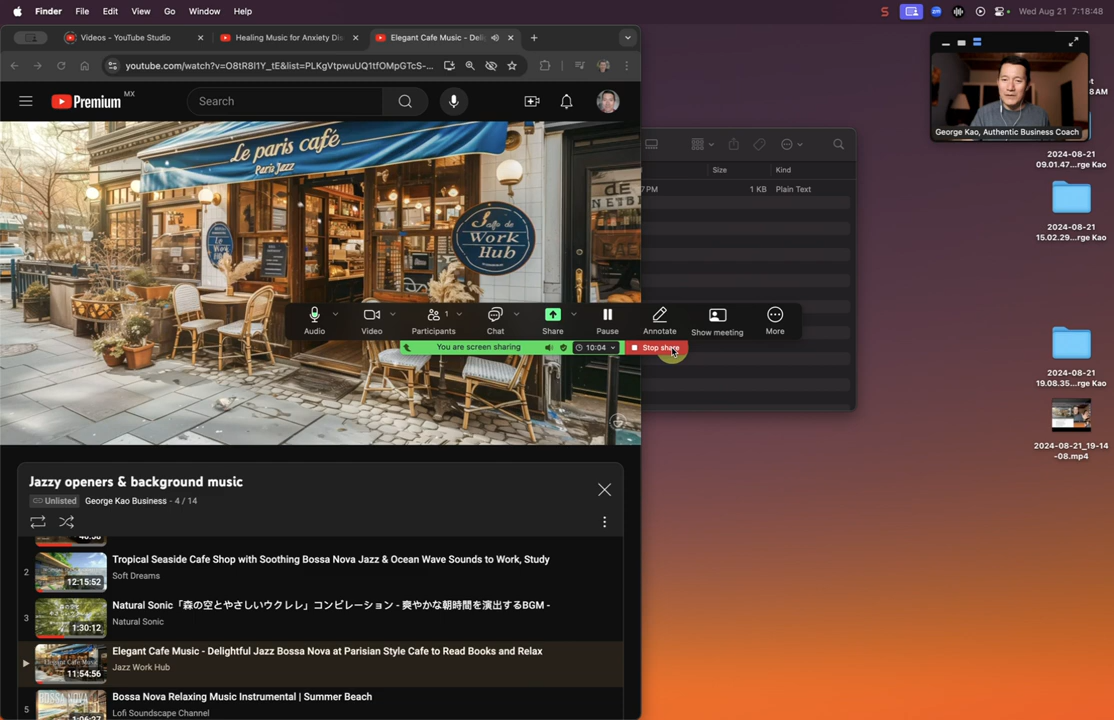 Finder File Edit View Go Window Help
Wed Aug 21 7:18:48
Videos - YouTube Studio
Healing Music for Anxiety Dis
Elegant Cafe Music - Deli
youtube.com/watch?v=O8tR8l1Y_tE&list=PLKgVtpwuUQ1tfOMpGTcS-...
Premium MX
Search
George Kao, Authentic Business Coach
8 AM
Le paris café
Paris Jazz
Work
Hub
Size Kind
7 PM 1 KB Plain Text
2024-08-21
09.01.47...rge Kao
2024-08-21
15.02.29...rge Kao
Audio Video Participants 1 Chat Share Pause Annotate Show meeting More
You are screen sharing 10:04 Stop share
2024-08-21
19.08.35...rge Kao
2024-08-21_19-14
-08.mp4
Jazzy openers & background music
Unlisted George Kao Business - 4 / 14
2
12:15:52
Tropical Seaside Cafe Shop with Soothing Bossa Nova Jazz & Ocean Wave Sounds to Work, Study
Soft Dreams
3
1:30:12
Natural Sonic「森の空とやさしいウクレレ」コンピレーション - 爽やかな朝時間を演出するBGM -
Natural Sonic
11:54:56
Elegant Cafe Music - Delightful Jazz Bossa Nova at Parisian Style Cafe to Read Books and Relax
Jazz Work Hub
5
Bossa Nova Relaxing Music Instrumental | Summer Beach
Lofi Soundscape Channel